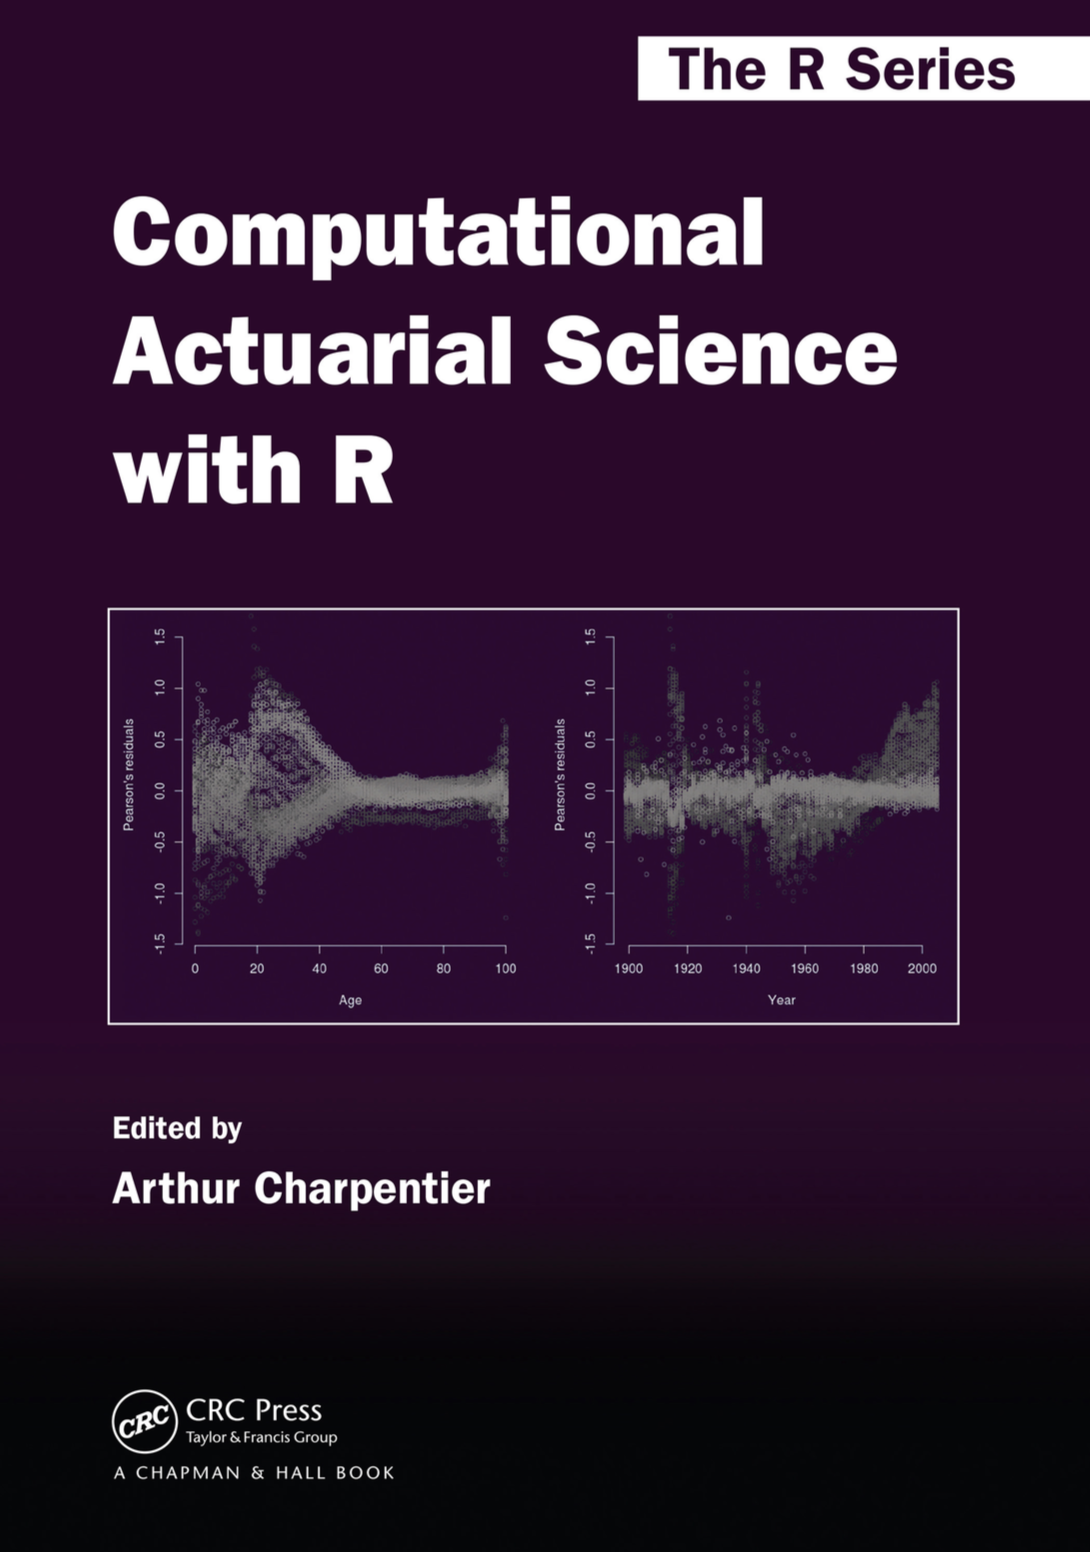 The R Series
Computational
Actuarial Science
with R
Pearson's residuals
1.5
1.0
0.5
0.0
-0.5
-1.0
-1.5
0 20 40 60 80 100
Age
Pearson's residuals
1.5
1.0
0.5
0.0
-0.5
-1.0
-1.5
1900 1920 1940 1960 1980 2000
Year
Edited by
Arthur Charpentier
CRC
CRC Press
Taylor & Francis Group
A CHAPMAN & HALL BOOK